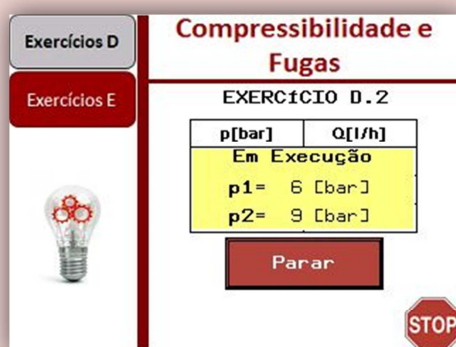 Exercícios D
Exercícios E
Compressibilidade e
Fugas
EXERCíCIO D.2
p[bar] Q[l/h]
Em Execução
p1= 6 [bar]
p2= 9 [bar]
Parar
STOP